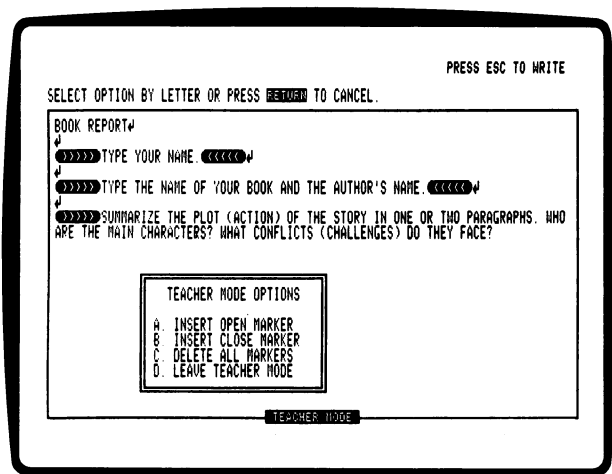 PRESS ESC TO WRITE
SELECT OPTION BY LETTER OR PRESS RETURN TO CANCEL.
BOOK REPORT↲
↲
>>>>>TYPE YOUR NAME.<<<<<↲
↲
>>>>>TYPE THE NAME OF YOUR BOOK AND THE AUTHOR'S NAME.<<<<<↲
↲
>>>>>SUMMARIZE THE PLOT (ACTION) OF THE STORY IN ONE OR TWO PARAGRAPHS. WHO
ARE THE MAIN CHARACTERS? WHAT CONFLICTS (CHALLENGES) DO THEY FACE?
TEACHER MODE OPTIONS
A. INSERT OPEN MARKER
B. INSERT CLOSE MARKER
C. DELETE ALL MARKERS
D. LEAVE TEACHER MODE
TEACHER MODE